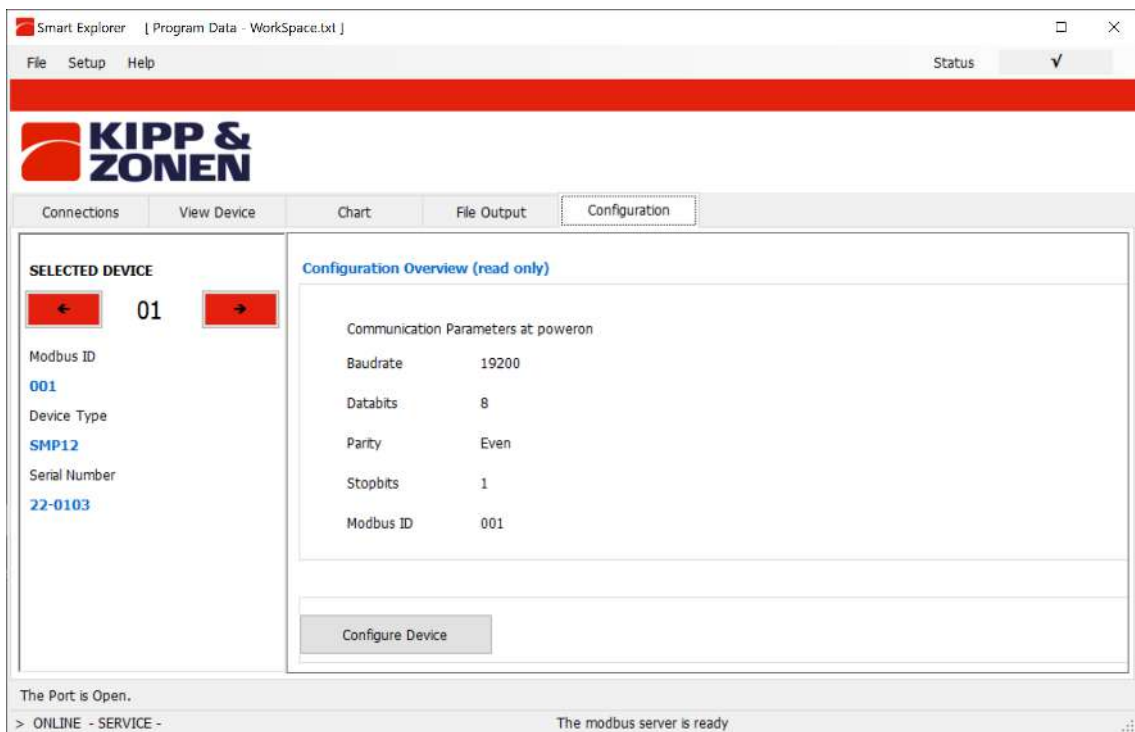 Smart Explorer [ Program Data - WorkSpace.txt ]
File Setup Help Status √
KIPP &
ZONEN
Connections View Device Chart File Output Configuration
SELECTED DEVICE
01
Modbus ID
001
Device Type
SMP12
Serial Number
22-0103
Configuration Overview (read only)
Communication Parameters at poweron
Baudrate 19200
Databits 8
Parity Even
Stopbits 1
Modbus ID 001
Configure Device
The Port is Open.
> ONLINE - SERVICE - The modbus server is ready